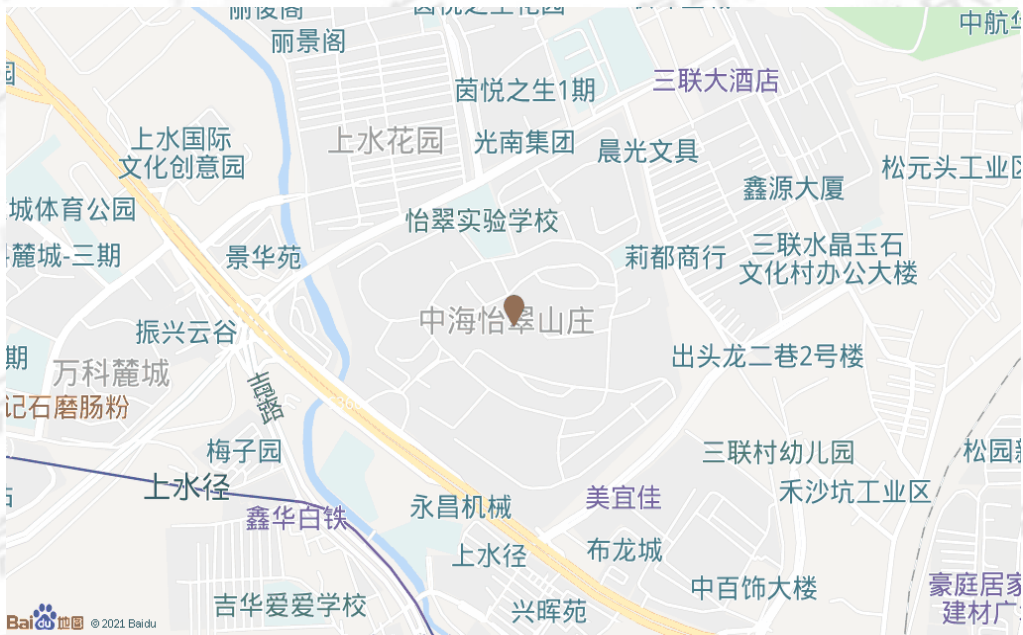 丽景阁
茵悦之生1期
三联大酒店
上水国际
文化创意园
上水花园
光南集团
晨光文具
松元头工业区
鑫源大厦
城体育公园
怡翠实验学校
麓城-三期
景华苑
莉都商行
三联水晶玉石
文化村办公大楼
中海怡翠山庄
振兴云谷
期
万科麓城
出头龙二巷2号楼
吉路
记石磨肠粉
梅子园
三联村幼儿园
上水径
永昌机械
美宜佳
禾沙坑工业区
鑫华白铁
上水径
布龙城
中百饰大楼
吉华爱爱学校
兴晖苑
豪庭居家
建材广
Bai du 地图 © 2021 Baidu